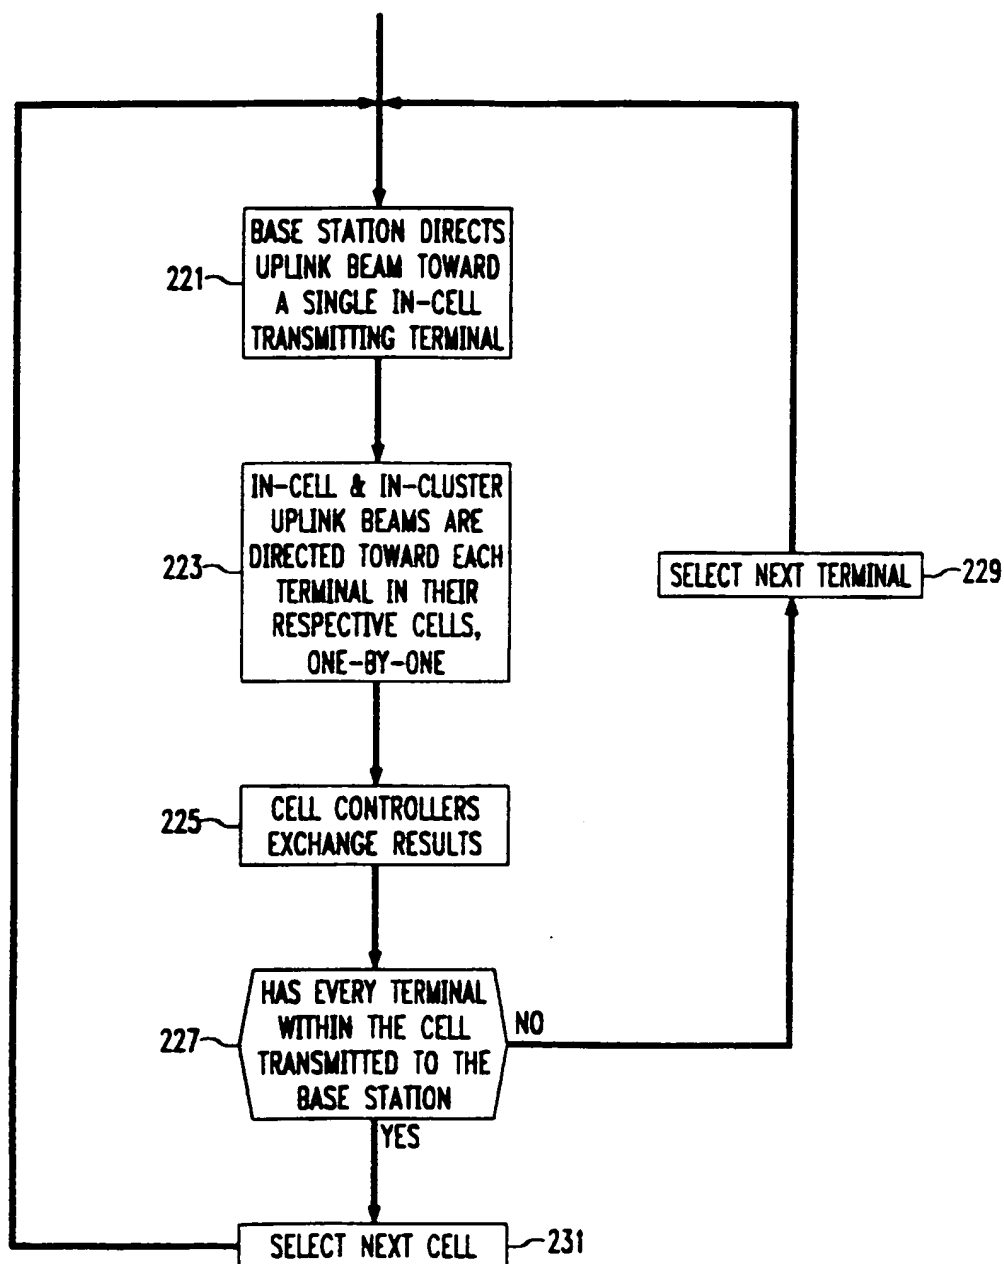 BASE STATION DIRECTS
UPLINK BEAM TOWARD
A SINGLE IN-CELL
TRANSMITTING TERMINAL
221
IN-CELL & IN-CLUSTER
UPLINK BEAMS ARE
DIRECTED TOWARD EACH
TERMINAL IN THEIR
RESPECTIVE CELLS,
ONE-BY-ONE
223
SELECT NEXT TERMINAL
229
CELL CONTROLLERS
EXCHANGE RESULTS
225
HAS EVERY TERMINAL
WITHIN THE CELL
TRANSMITTED TO THE
BASE STATION
227
NO
YES
SELECT NEXT CELL
231